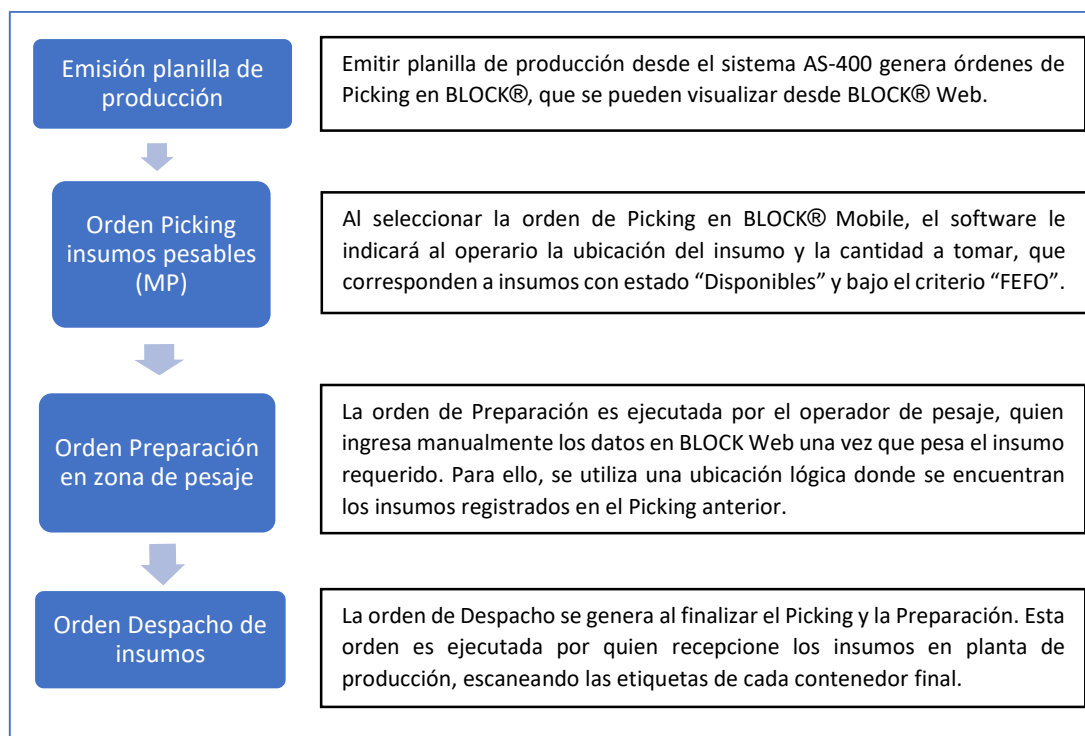 Emisión planilla de
producción
Emitir planilla de producción desde el sistema AS-400 genera órdenes de
Picking en BLOCK®, que se pueden visualizar desde BLOCK® Web.
Orden Picking
insumos pesables
(MP)
Al seleccionar la orden de Picking en BLOCK® Mobile, el software le
indicará al operario la ubicación del insumo y la cantidad a tomar, que
corresponden a insumos con estado “Disponibles” y bajo el criterio “FEFO”.
Orden Preparación
en zona de pesaje
La orden de Preparación es ejecutada por el operador de pesaje, quien
ingresa manualmente los datos en BLOCK Web una vez que pesa el insumo
requerido. Para ello, se utiliza una ubicación lógica donde se encuentran
los insumos registrados en el Picking anterior.
Orden Despacho de
insumos
La orden de Despacho se genera al finalizar el Picking y la Preparación. Esta
orden es ejecutada por quien recepcione los insumos en planta de
producción, escaneando las etiquetas de cada contenedor final.